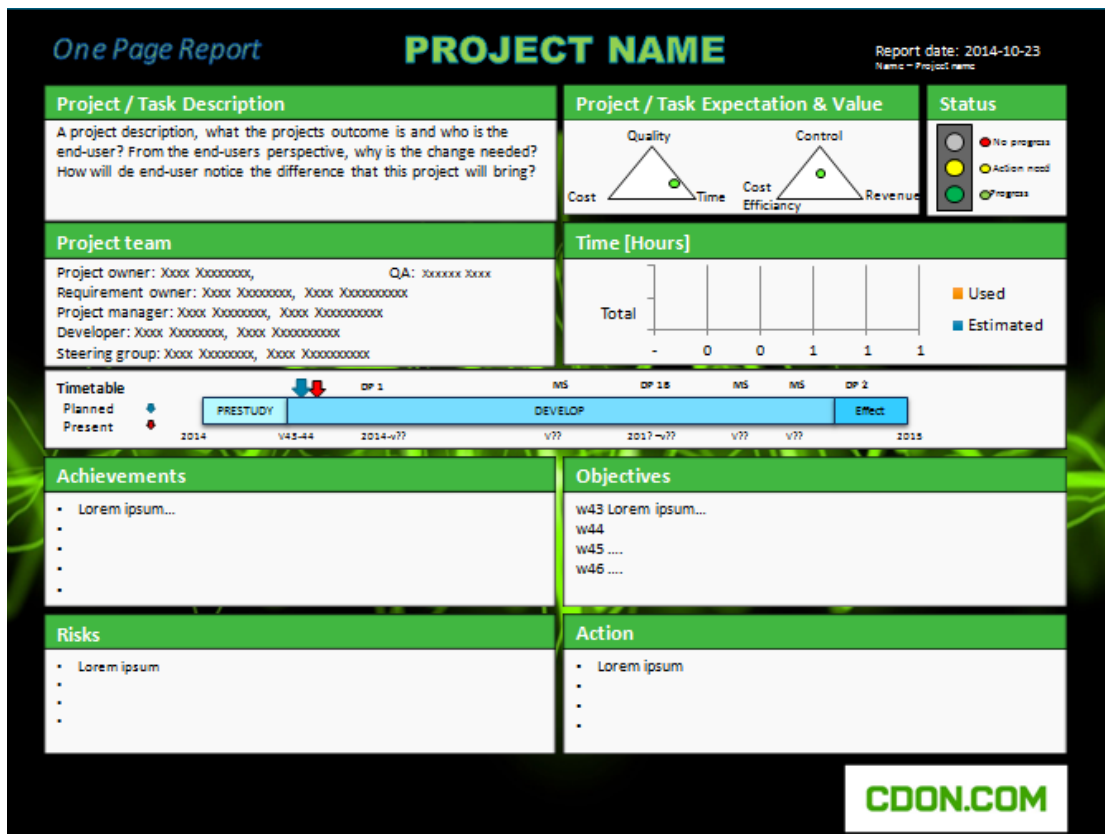 One Page Report
PROJECT NAME
Report date: 2014-10-23
Name – Project name
Project / Task Description
A project description, what the projects outcome is and who is the
end-user? From the end-users perspective, why is the change needed?
How will de end-user notice the difference that this project will bring?
Project / Task Expectation & Value
Quality
Cost
Time
Control
Cost
Efficiancy
Revenue
Status
No progress
Action need
Progress
Project team
Project owner: Xxxx Xxxxxxx, QA: Xxxxxx Xxxx
Requirement owner: Xxxx Xxxxxxx, Xxxx Xxxxxxxxxx
Project manager: Xxxx Xxxxxxx, Xxxx Xxxxxxxxxx
Developer: Xxxx Xxxxxxx, Xxxx Xxxxxxxxxx
Steering group: Xxxx Xxxxxxx, Xxxx Xxxxxxxxxx
Time [Hours]
Total
- 0 0 1 1 1
Used
Estimated
Timetable
Planned
Present
DP 1 MS DP 1B MS MS DP 2
PRESTUDY DEVELOP Effect
2014 V43-44 2014-v?? V?? 201?-v?? V?? V?? 2015
Achievements
▪ Lorem ipsum...
▪
▪
▪
▪
Objectives
w43 Lorem ipsum...
w44
w45 ....
w46 ....
Risks
▪ Lorem ipsum
▪
▪
▪
Action
▪ Lorem ipsum
▪
▪
▪
CDON.COM